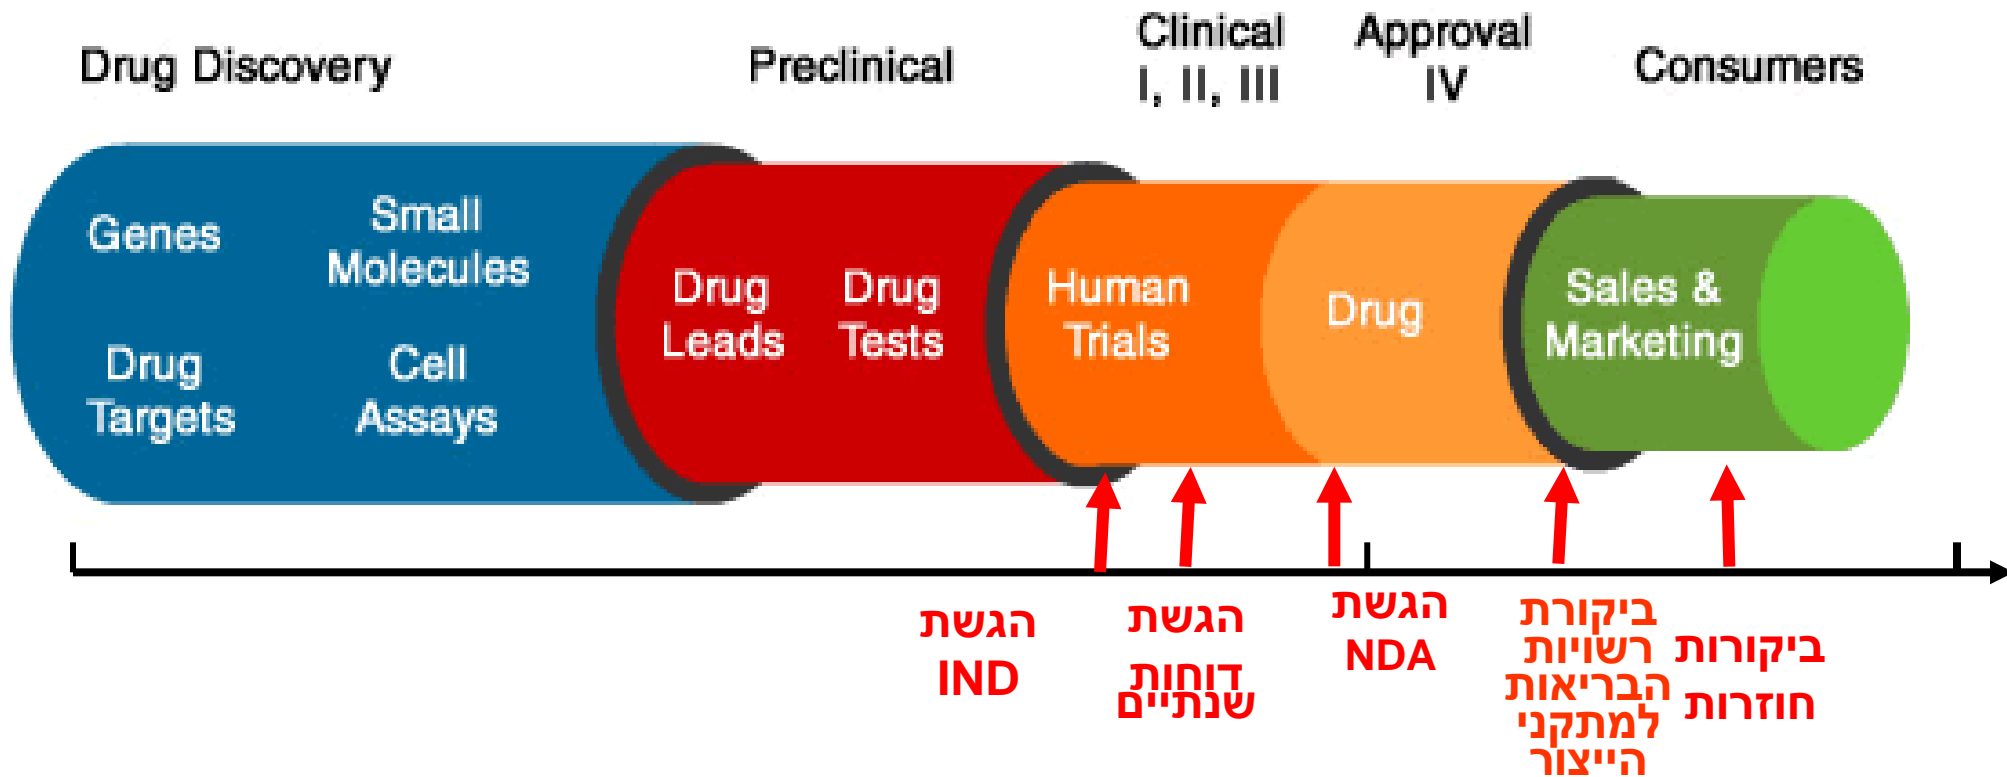 Drug Discovery
Preclinical
Clinical
I, II, III
Approval
IV
Consumers
Genes
Small
Molecules
Drug
Targets
Cell
Assays
Drug
Leads
Drug
Tests
Human
Trials
Drug
Sales &
Marketing
הגשת
IND
הגשת
דוחות
שנתיים
הגשת
NDA
ביקורת
רשויות
הבריאות
למתקני
הייצור
ביקורות
חוזרות